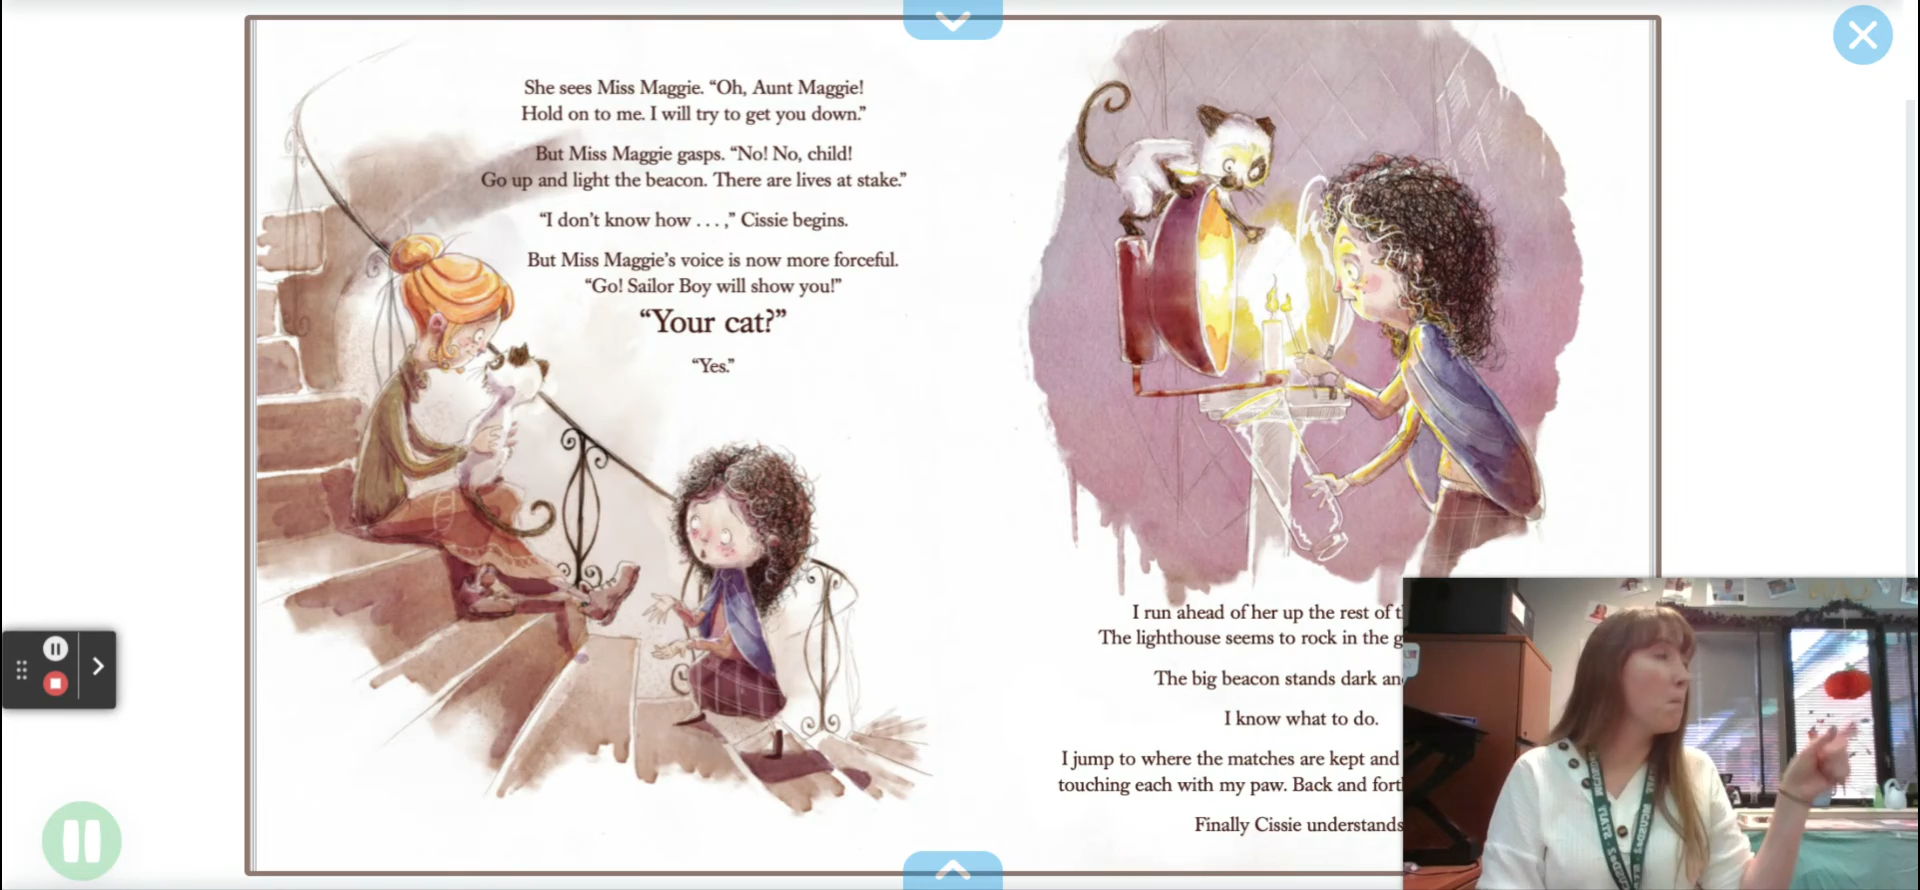 She sees Miss Maggie. “Oh, Aunt Maggie!
Hold on to me. I will try to get you down.”
But Miss Maggie gasps. “No! No, child!
Go up and light the beacon. There are lives at stake.”
“I don’t know how . . . ,” Cissie begins.
But Miss Maggie’s voice is now more forceful.
“Go! Sailor Boy will show you!”
“Your cat?”
“Yes.”
I run ahead of her up the rest of
The lighthouse seems to rock in the
The big beacon stands dark
I know what to do.
I jump to where the matches are kept and
touching each with my paw. Back and
Finally Cissie understands